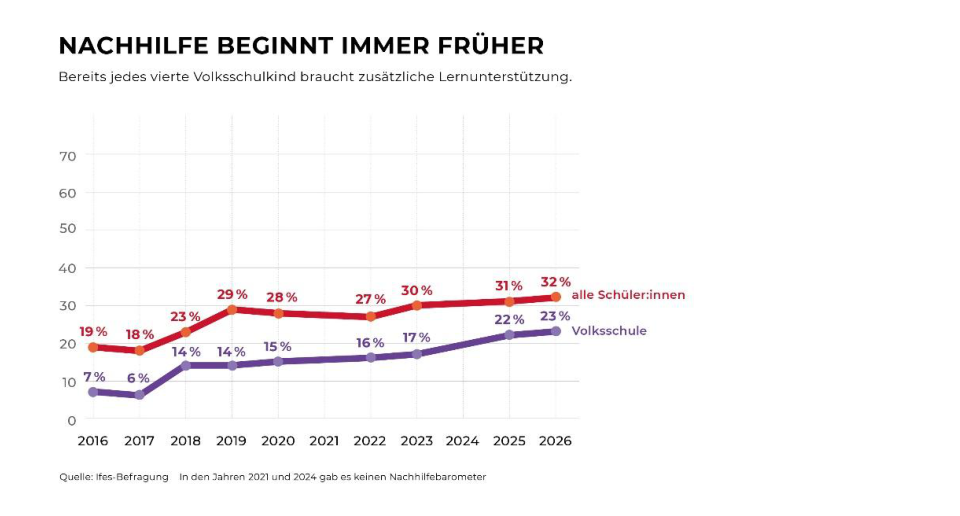 NACHHILFE BEGINNT IMMER FRÜHER
Bereits jedes vierte Volksschulkind braucht zusätzliche Lernunterstützung.
70
60
50
40
30
20
10
0
19 % 18 % 23 % 29 % 28 % 27 % 30 % 31 % 32 %
alle Schüler:innen
7 % 6 % 14 % 14 % 15 % 16 % 17 % 22 % 23 %
Volksschule
2016 2017 2018 2019 2020 2021 2022 2023 2024 2025 2026
Quelle: Ifes-Befragung In den Jahren 2021 und 2024 gab es keinen Nachhilfebarometer